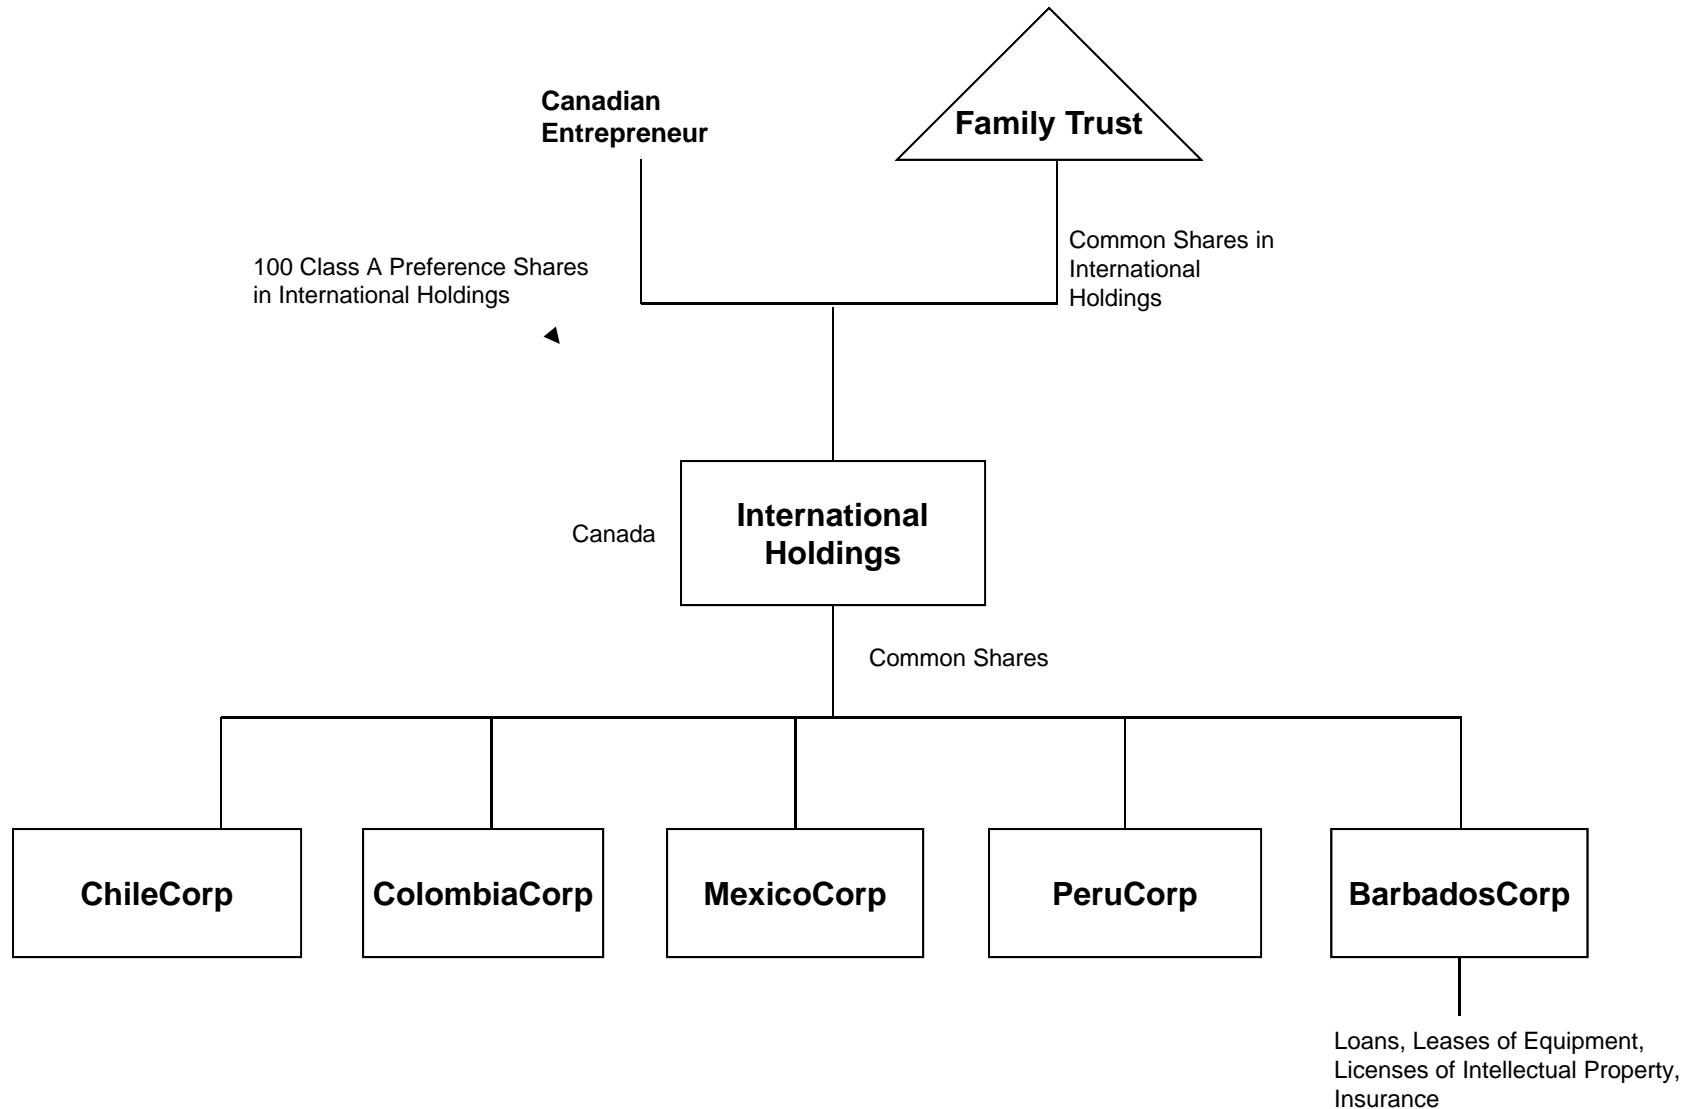 Canadian
Entrepreneur
Family Trust
100 Class A Preference Shares
in International Holdings
Common Shares in
International
Holdings
Canada
International
Holdings
Common Shares
ChileCorp
ColombiaCorp
MexicoCorp
PeruCorp
BarbadosCorp
Loans, Leases of Equipment,
Licenses of Intellectual Property,
Insurance